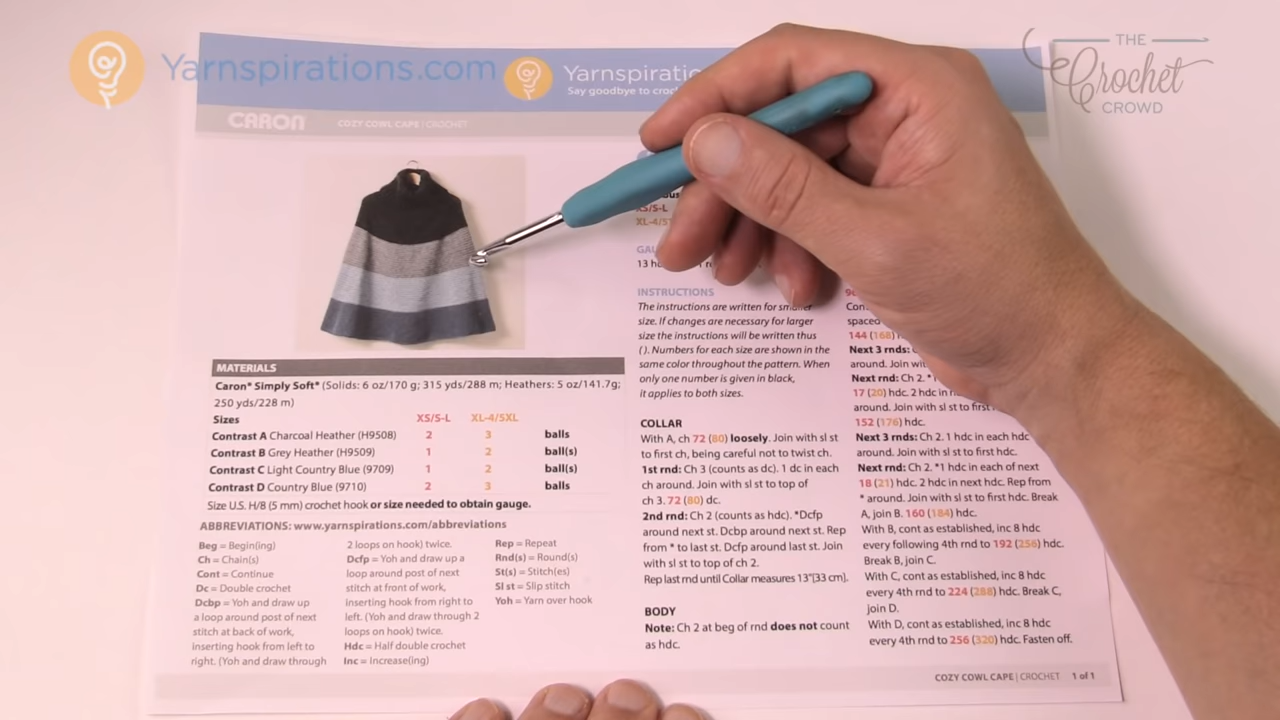 Yarnspirations.com
THE
Crochet
CROWD
Say goodbye to
CARON
COZY COWL CAPE | CROCHET
XS/S-L
INSTRUCTIONS
The instructions are written for smaller
size. If changes are necessary for larger
size the instructions will be written thus
( ). Numbers for each size are shown in the
same color throughout the pattern. When
only one number is given in black,
it applies to both sizes.
MATERIALS
Caron® Simply Soft® (Solids: 6 oz/170 g; 315 yds/288 m; Heathers: 5 oz/141.7g;
250 yds/228 m)
Sizes XS/S-L XL-4/5XL
Contrast A Charcoal Heather (H9508) 2 3 balls
Contrast B Grey Heather (H9509) 1 2 ball(s)
Contrast C Light Country Blue (9709) 1 2 ball(s)
Contrast D Country Blue (9710) 2 3 balls
Size U.S. H/8 (5 mm) crochet hook or size needed to obtain gauge.
ABBREVIATIONS: www.yarnspirations.com/abbreviations
Beg = Begin(ing)
Ch = Chain(s)
Cont = Continue
Dc = Double crochet
Dcbp = Yoh and draw up
a loop around post of next
stitch at back of work,
inserting hook from left to
right. (Yoh and draw through
2 loops on hook) twice.
Dcfp = Yoh and draw up a
loop around post of next
stitch at front of work,
inserting hook from right to
left. (Yoh and draw through 2
loops on hook) twice.
Hdc = Half double crochet
Inc = Increase(ing)
Rep = Repeat
Rnd(s) = Round(s)
St(s) = Stitch(es)
Sl st = Slip stitch
Yoh = Yarn over hook
COLLAR
With A, ch 72 (80) loosely. Join with sl st
to first ch, being careful not to twist ch.
1st rnd: Ch 3 (counts as dc). 1 dc in each
ch around. Join with sl st to top of
ch 3. 72 (80) dc.
2nd rnd: Ch 2 (counts as hdc). *Dcfp
around next st. Dcbp around next st. Rep
from * to last st. Dcfp around last st. Join
with sl st to top of ch 2.
Rep last rnd until Collar measures 13"[33 cm].
BODY
Note: Ch 2 at beg of rnd does not count
as hdc.
spaced
144 (168)
Next 3 rnds:
around. Join
Next rnd: Ch 2. *
17 (20) hdc. 2 hdc in
around. Join with sl st to first
152 (176) hdc.
Next 3 rnds: Ch 2. 1 hdc in each hdc
around. Join with sl st to first hdc.
Next rnd: Ch 2. *1 hdc in each of next
18 (21) hdc. 2 hdc in next hdc. Rep from
* around. Join with sl st to first hdc. Break
A, join B. 160 (184) hdc.
With B, cont as established, inc 8 hdc
every following 4th rnd to 192 (256) hdc.
Break B, join C.
With C, cont as established, inc 8 hdc
every 4th rnd to 224 (288) hdc. Break C,
join D.
With D, cont as established, inc 8 hdc
every 4th rnd to 256 (320) hdc. Fasten off.
COZY COWL CAPE | CROCHET 1 of 1